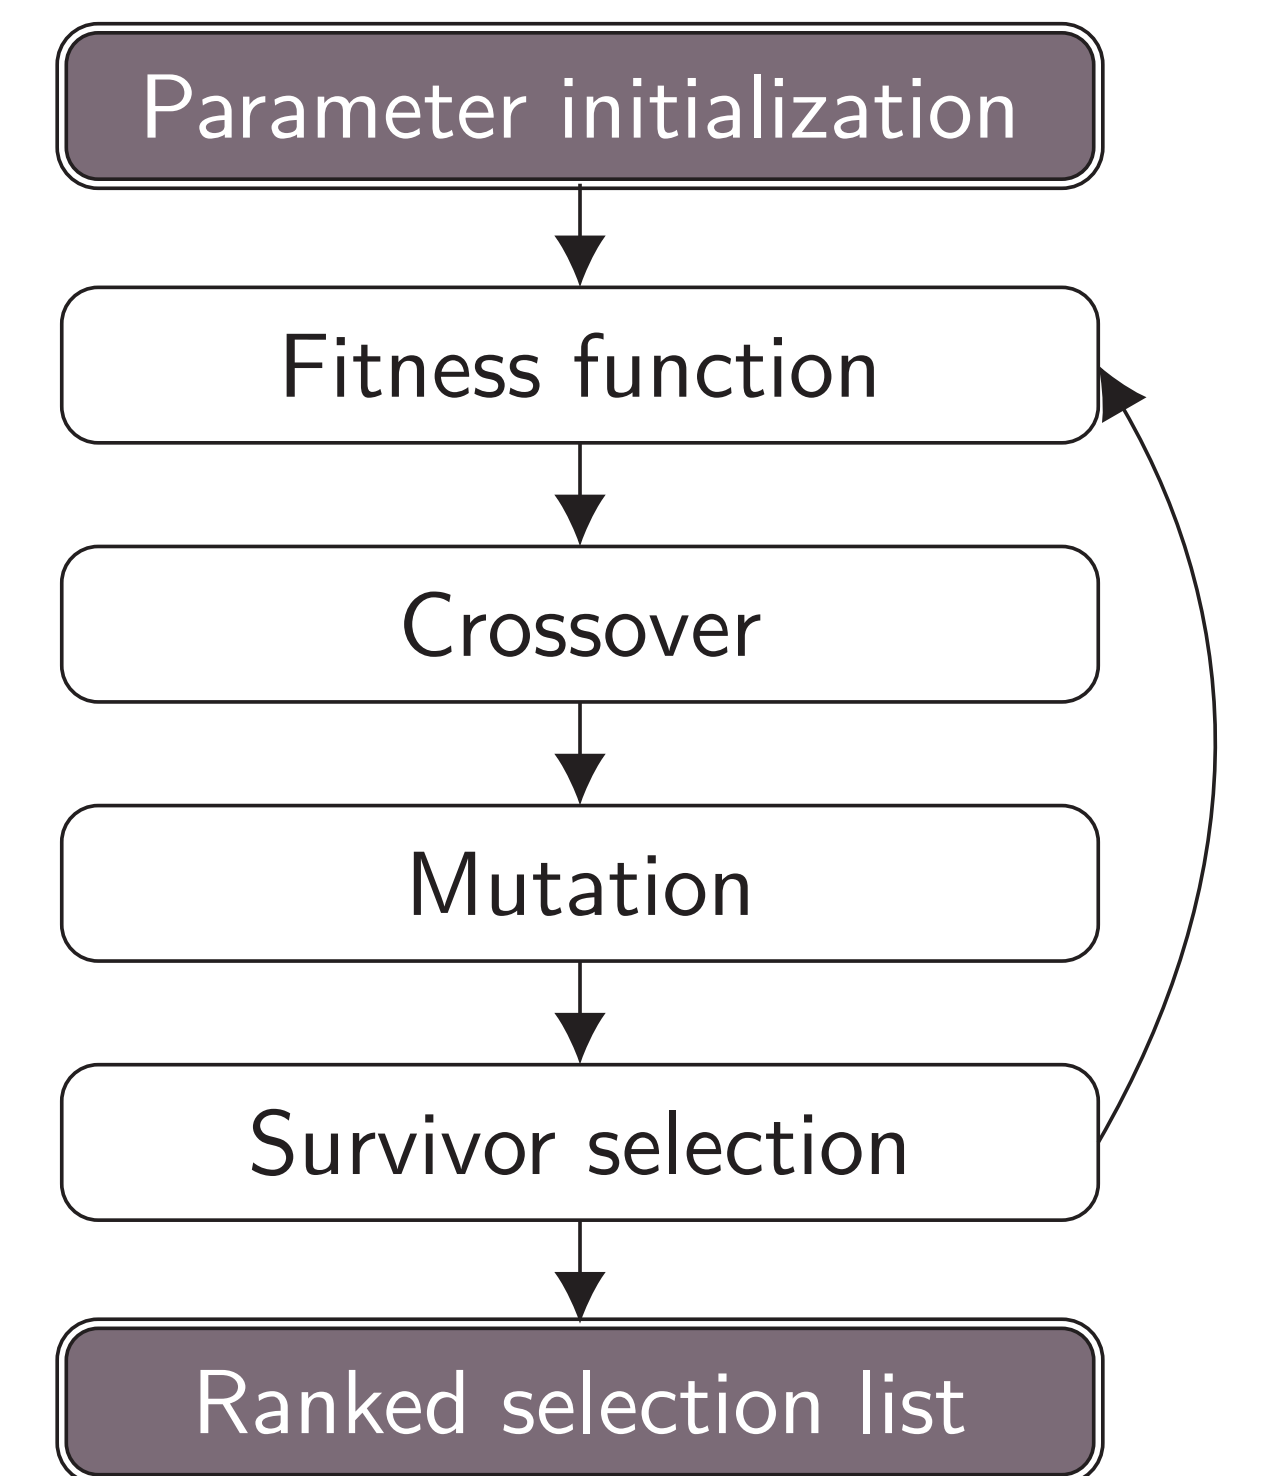 Parameter initialization
Fitness function
Crossover
Mutation
Survivor selection
Ranked selection list